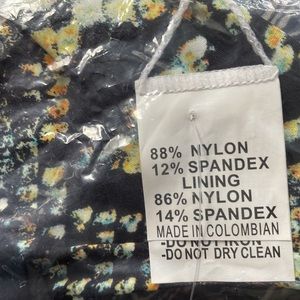 88% NYLON
12% SPANDEX
LINING
86% NYLON
14% SPANDEX
MADE IN COLOMBIAN
-DO NOT IRON
-DO NOT DRY CLEAN